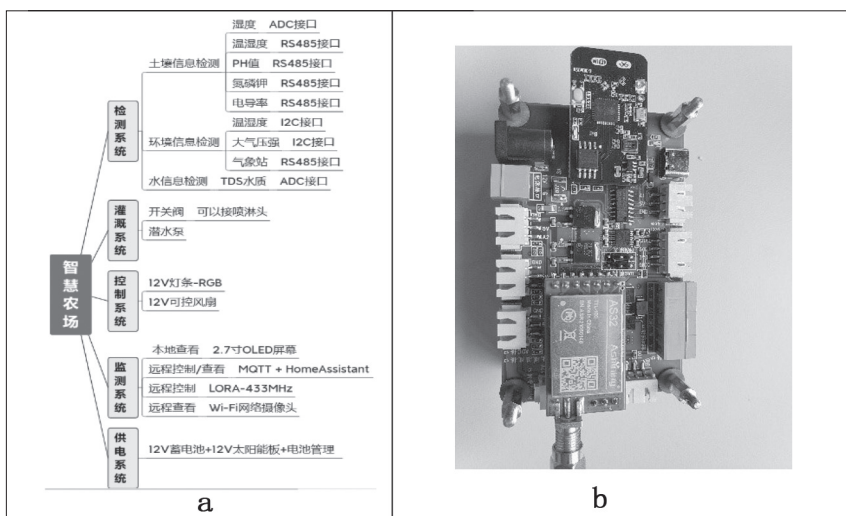 智慧农场
检测系统
土壤信息检测
湿度 ADC接口
温湿度 RS485接口
PH值 RS485接口
氮磷钾 RS485接口
电导率 RS485接口
环境信息检测
温湿度 I2C接口
大气压强 I2C接口
气象站 RS485接口
水信息检测 TDS水质 ADC接口
灌溉系统
开关阀 可以接喷淋头
潜水泵
控制系统
12V灯条-RGB
12V可控风扇
监测系统
本地查看 2.7寸OLED屏幕
远程控制/查看 MQTT + HomeAssistant
远程控制 LORA-433MHz
远程查看 Wi-Fi网络摄像头
供电系统
12V蓄电池+12V太阳能板+电池管理
a
AS32
b